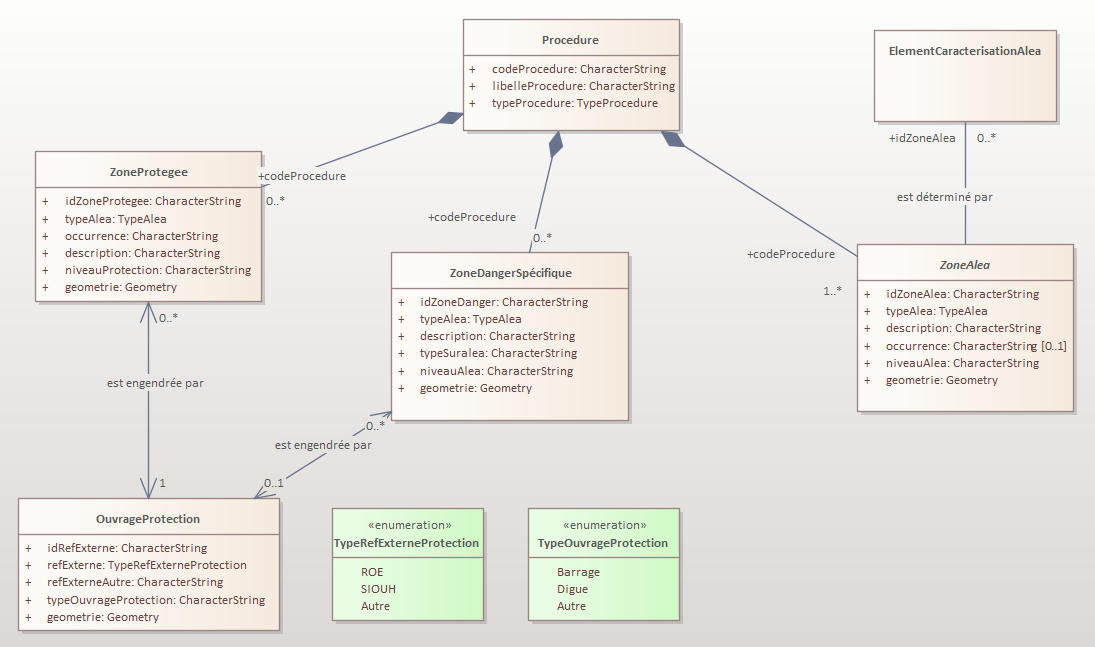 Procedure
+ codeProcedure: CharacterString
+ libelleProcedure: CharacterString
+ typeProcedure: TypeProcedure
ElementCaracterisationAlea
+idZoneAlea 0..*
est déterminé par
ZoneProtegee
+ idZoneProtegee: CharacterString
+ typeAlea: TypeAlea
+ occurrence: CharacterString
+ description: CharacterString
+ niveauProtection: CharacterString
+ geometrie: Geometry
+codeProcedure
0..*
+codeProcedure
0..*
+codeProcedure
1..*
ZoneDangerSpécifique
+ idZoneDanger: CharacterString
+ typeAlea: TypeAlea
+ description: CharacterString
+ typeSuralea: CharacterString
+ niveauAlea: CharacterString
+ geometrie: Geometry
ZoneAlea
+ idZoneAlea: CharacterString
+ typeAlea: TypeAlea
+ description: CharacterString
+ occurrence: CharacterString [0..1]
+ niveauAlea: CharacterString
+ geometrie: Geometry
0..*
est engendrée par
1
0..*
est engendrée par
0..1
OuvrageProtection
+ idRefExterne: CharacterString
+ refExterne: TypeRefExterneProtection
+ refExterneAutre: CharacterString
+ typeOuvrageProtection: CharacterString
+ geometrie: Geometry
«enumeration»
TypeRefExterneProtection
ROE
SIOUH
Autre
«enumeration»
TypeOuvrageProtection
Barrage
Digue
Autre